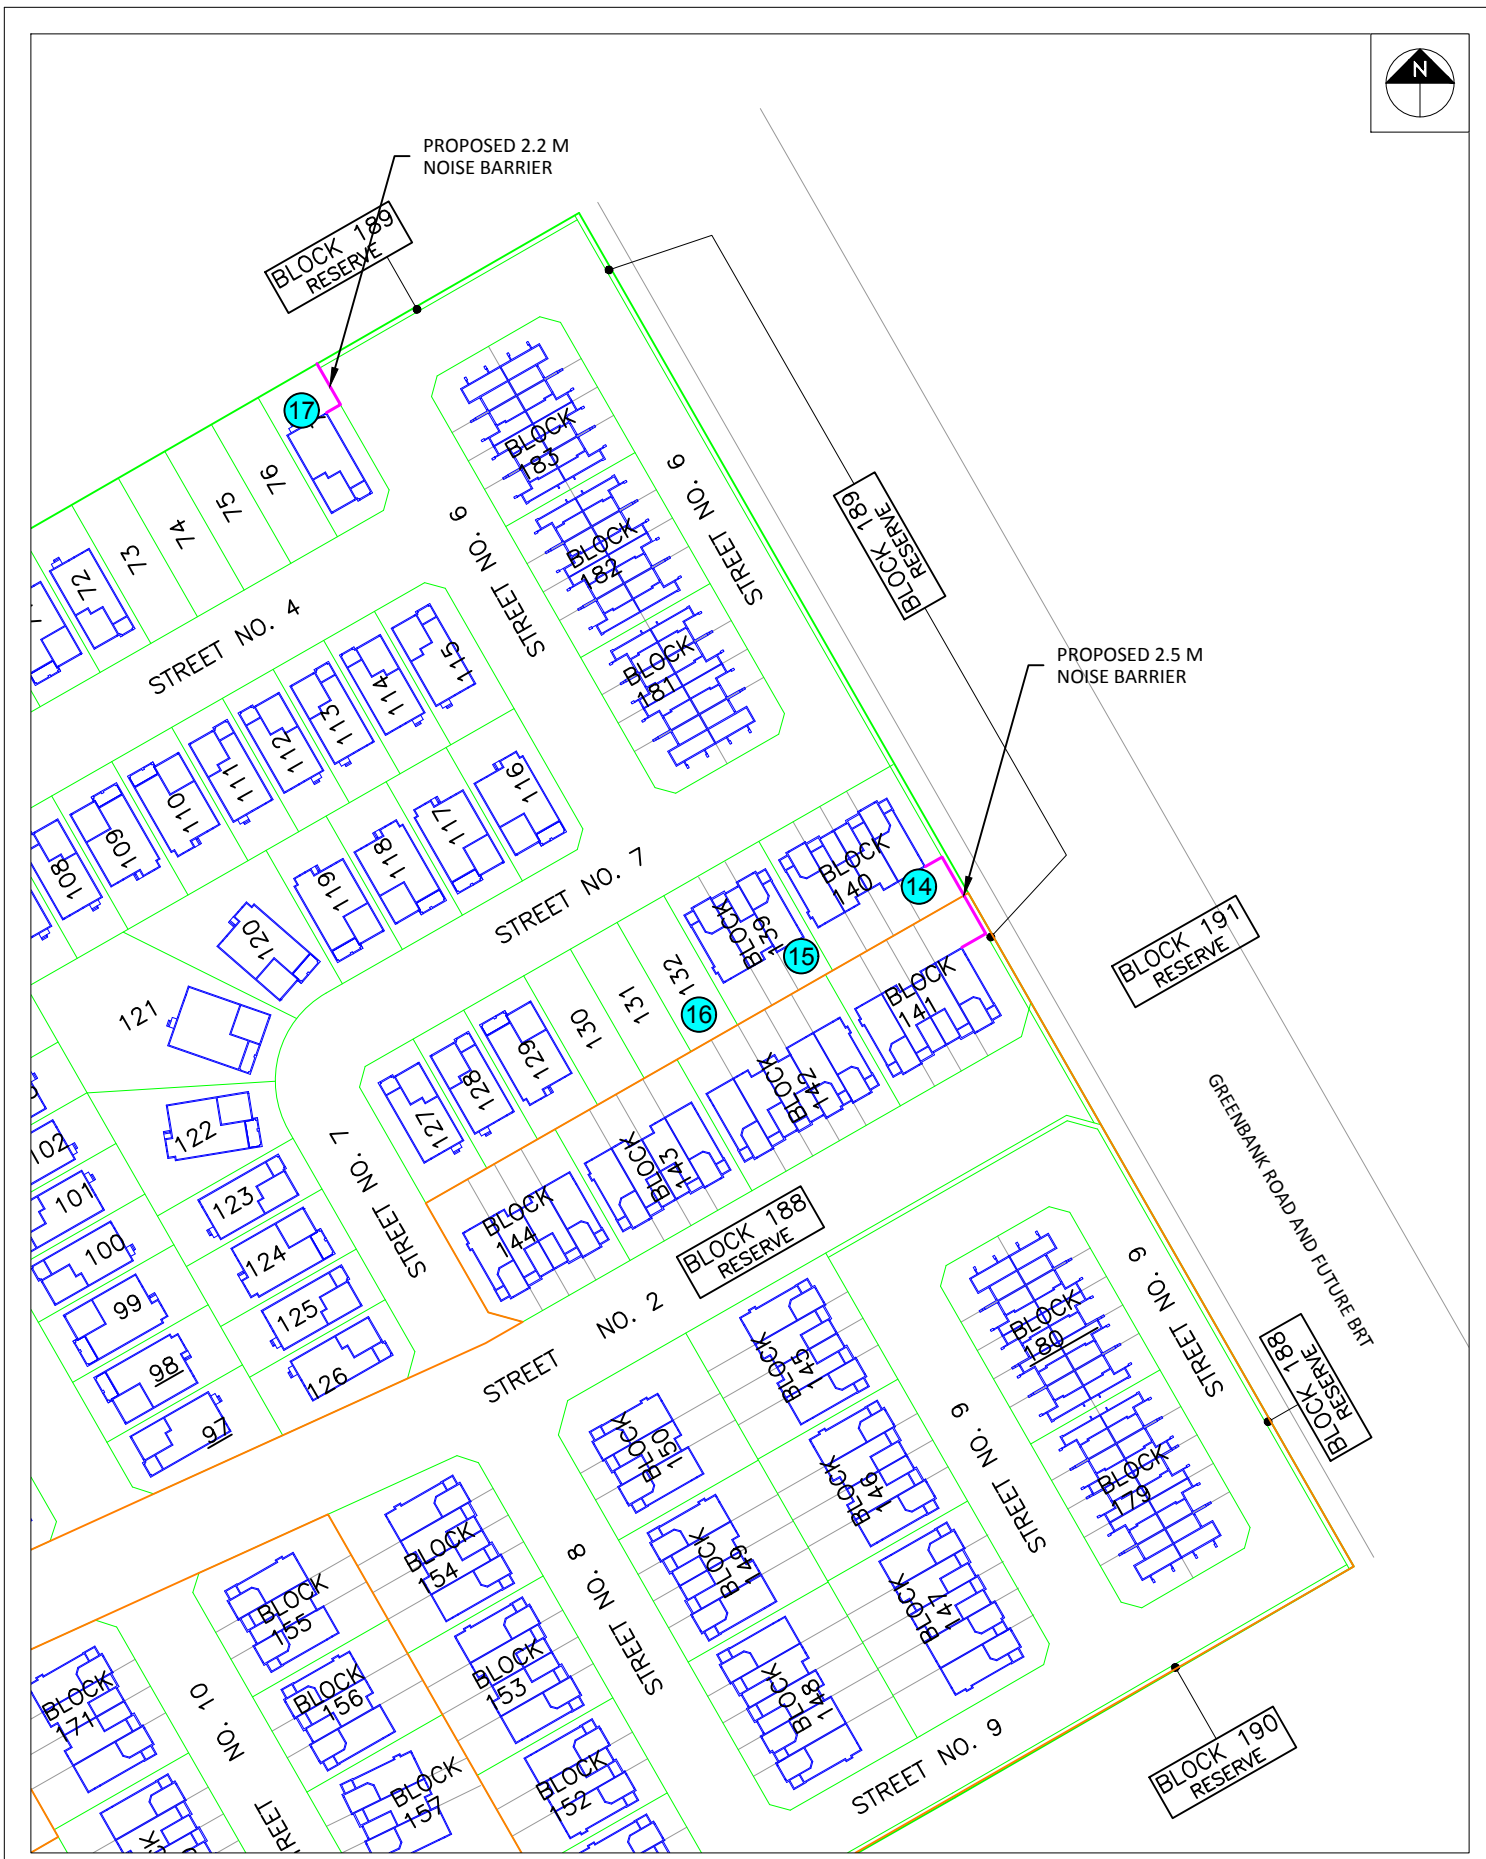 N
PROPOSED 2.2 M
NOISE BARRIER
BLOCK 189
RESERVE
17
76
75
74
73
72
BLOCK
183
BLOCK
182
BLOCK
181
STREET NO. 6
STREET NO. 6
BLOCK 189
RESERVE
STREET NO. 4
115
114
113
112
111
110
109
108
116
117
118
119
120
121
122
PROPOSED 2.5 M
NOISE BARRIER
STREET NO. 7
BLOCK
140
14
BLOCK
139
15
132
16
131
130
129
128
127
BLOCK
141
BLOCK
142
BLOCK
143
BLOCK
144
BLOCK 191
RESERVE
GREENBANK ROAD AND FUTURE BRT
STREET NO. 7
102
101
100
99
98
97
123
124
125
126
BLOCK 188
RESERVE
STREET NO. 2
BLOCK
145
BLOCK
146
BLOCK
147
BLOCK
150
BLOCK
149
BLOCK
148
BLOCK
180
BLOCK
179
STREET NO. 9
STREET NO. 9
BLOCK 188
RESERVE
BLOCK
154
BLOCK
153
BLOCK
152
BLOCK
155
BLOCK
156
BLOCK
157
BLOCK
171
STREET NO. 8
NO. 10
STREET NO. 9
BLOCK 190
RESERVE